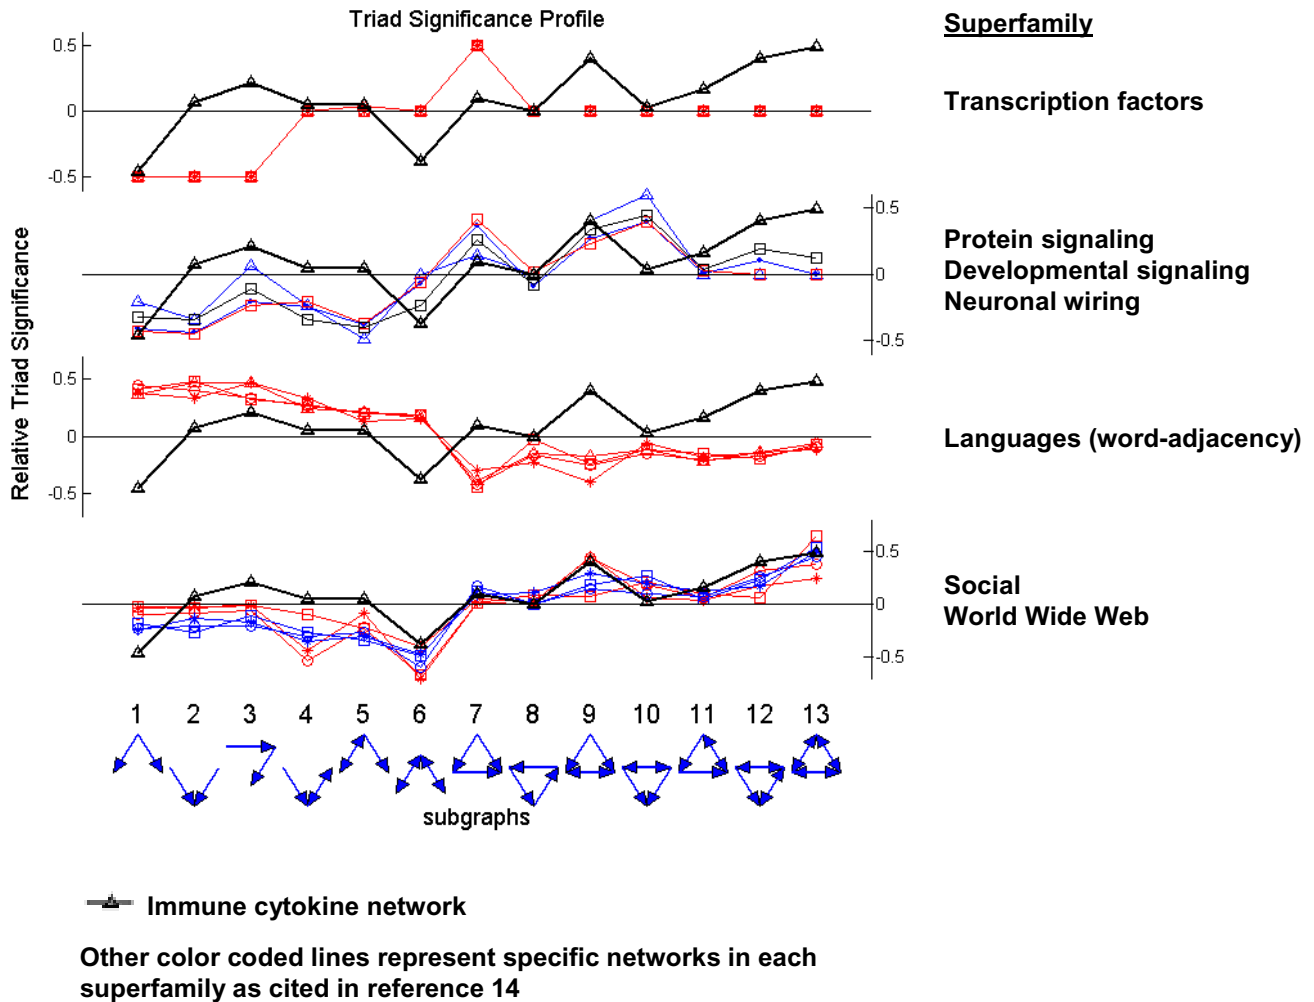 Triad Significance Profile
Superfamily
0.5
0
-0.5
Transcription factors
0.5
0
-0.5
Protein signaling
Developmental signaling
Neuronal wiring
Relative Triad Significance
0.5
0
-0.5
Languages (word-adjacency)
0.5
0
-0.5
Social
World Wide Web
1 2 3 4 5 6 7 8 9 10 11 12 13
subgraphs
Immune cytokine network
Other color coded lines represent specific networks in each
superfamily as cited in reference 14